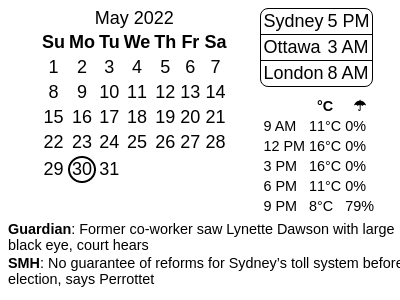 May 2022
Su Mo Tu We Th Fr Sa
1 2 3 4 5 6 7
8 9 10 11 12 13 14
15 16 17 18 19 20 21
22 23 24 25 26 27 28
29 30 31
Sydney 5 PM
Ottawa 3 AM
London 8 AM
°C ☂
9 AM 11°C 0%
12 PM 16°C 0%
3 PM 16°C 0%
6 PM 11°C 0%
9 PM 8°C 79%
Guardian: Former co-worker saw Lynette Dawson with large
black eye, court hears
SMH: No guarantee of reforms for Sydney's toll system before
election, says Perrottet